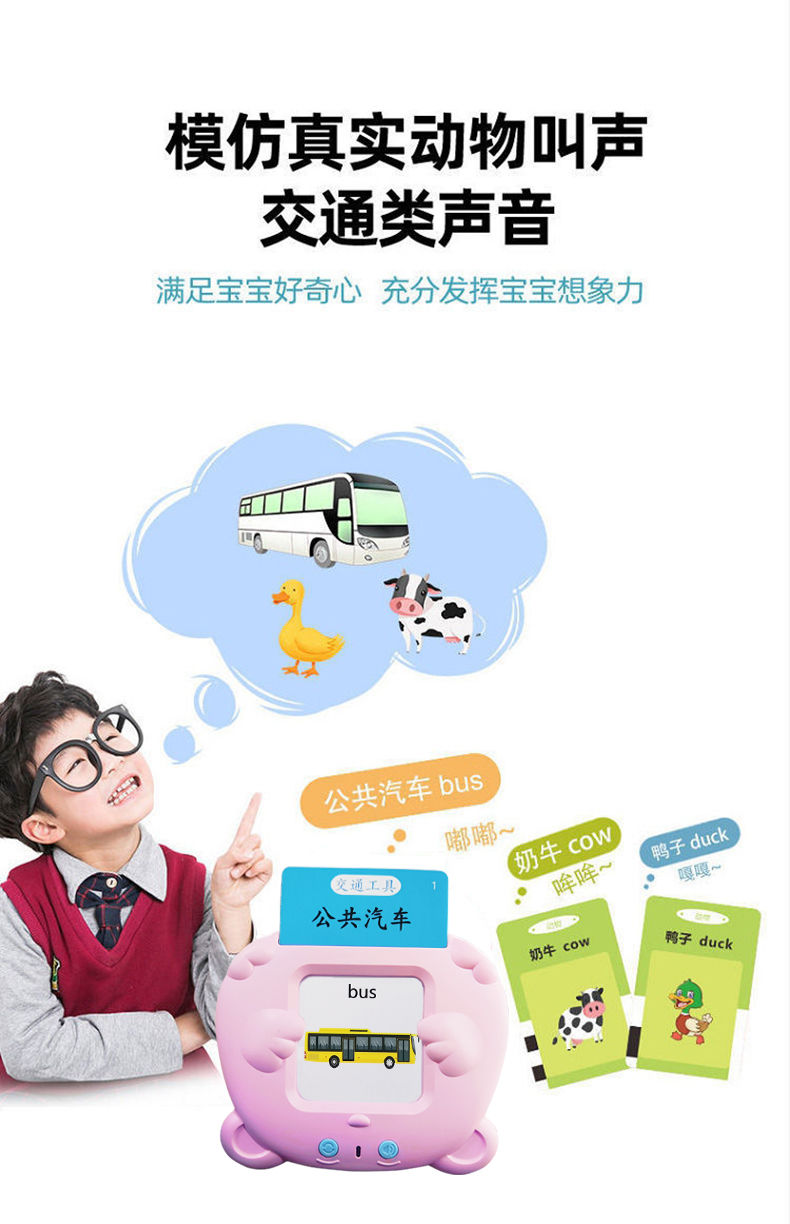 模仿真实动物叫声
交通类声音
满足宝宝好奇心 充分发挥宝宝想象力
公共汽车 bus
嘟嘟~
奶牛 cow
哞哞~
鸭子 duck
嘎嘎~
交通工具 1
公共汽车
bus
动物
奶牛 cow
动物
鸭子 duck